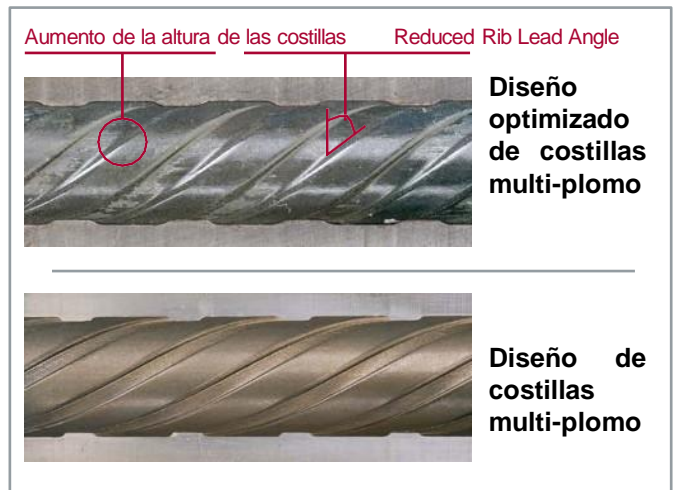 Aumento de la altura de las costillas Reduced Rib Lead Angle
Diseño
optimizado
de costillas
multi-plomo
Diseño de
costillas
multi-plomo